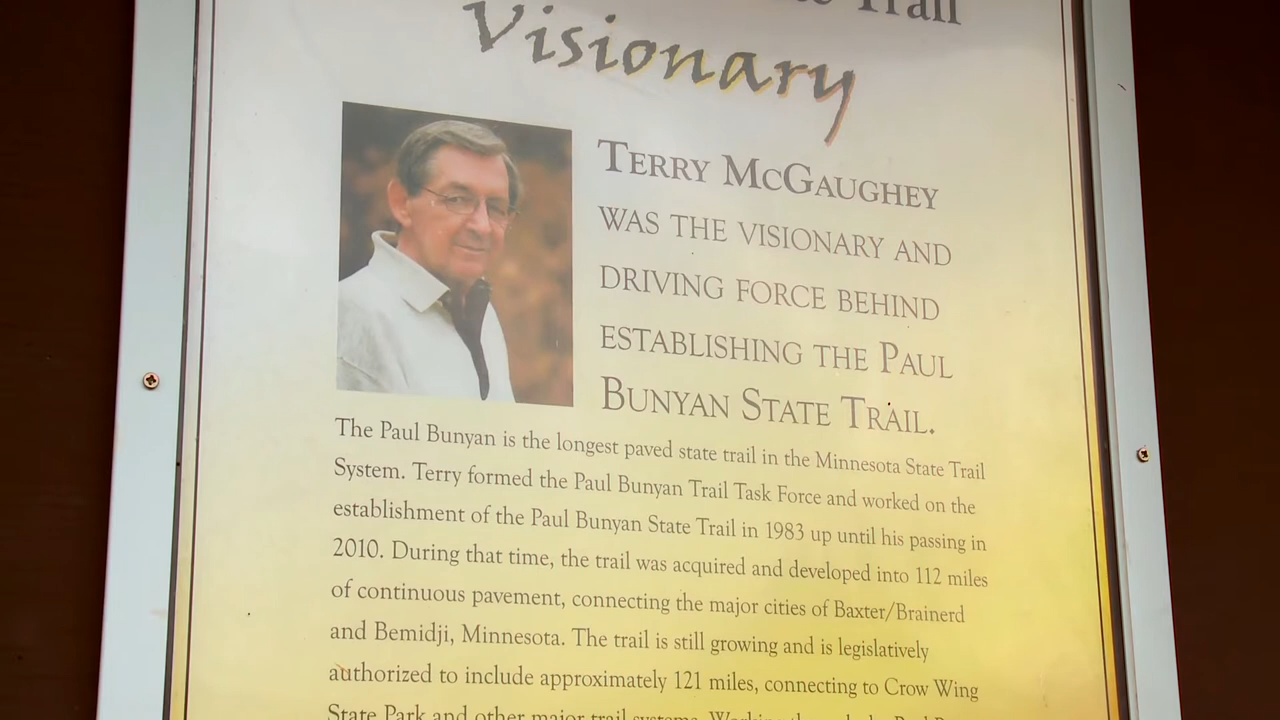 Trail
Visionary
TERRY MCGAUGHEY
WAS THE VISIONARY AND
DRIVING FORCE BEHIND
ESTABLISHING THE PAUL
BUNYAN STATE TRAIL.
The Paul Bunyan is the longest paved state trail in the Minnesota State Trail
System. Terry formed the Paul Bunyan Trail Task Force and worked on the
establishment of the Paul Bunyan State Trail in 1983 up until his passing in
2010. During that time, the trail was acquired and developed into 112 miles
of continuous pavement, connecting the major cities of Baxter/Brainerd
and Bemidji, Minnesota. The trail is still growing and is legislatively
authorized to include approximately 121 miles, connecting to Crow Wing
State Park and other major trail systems.